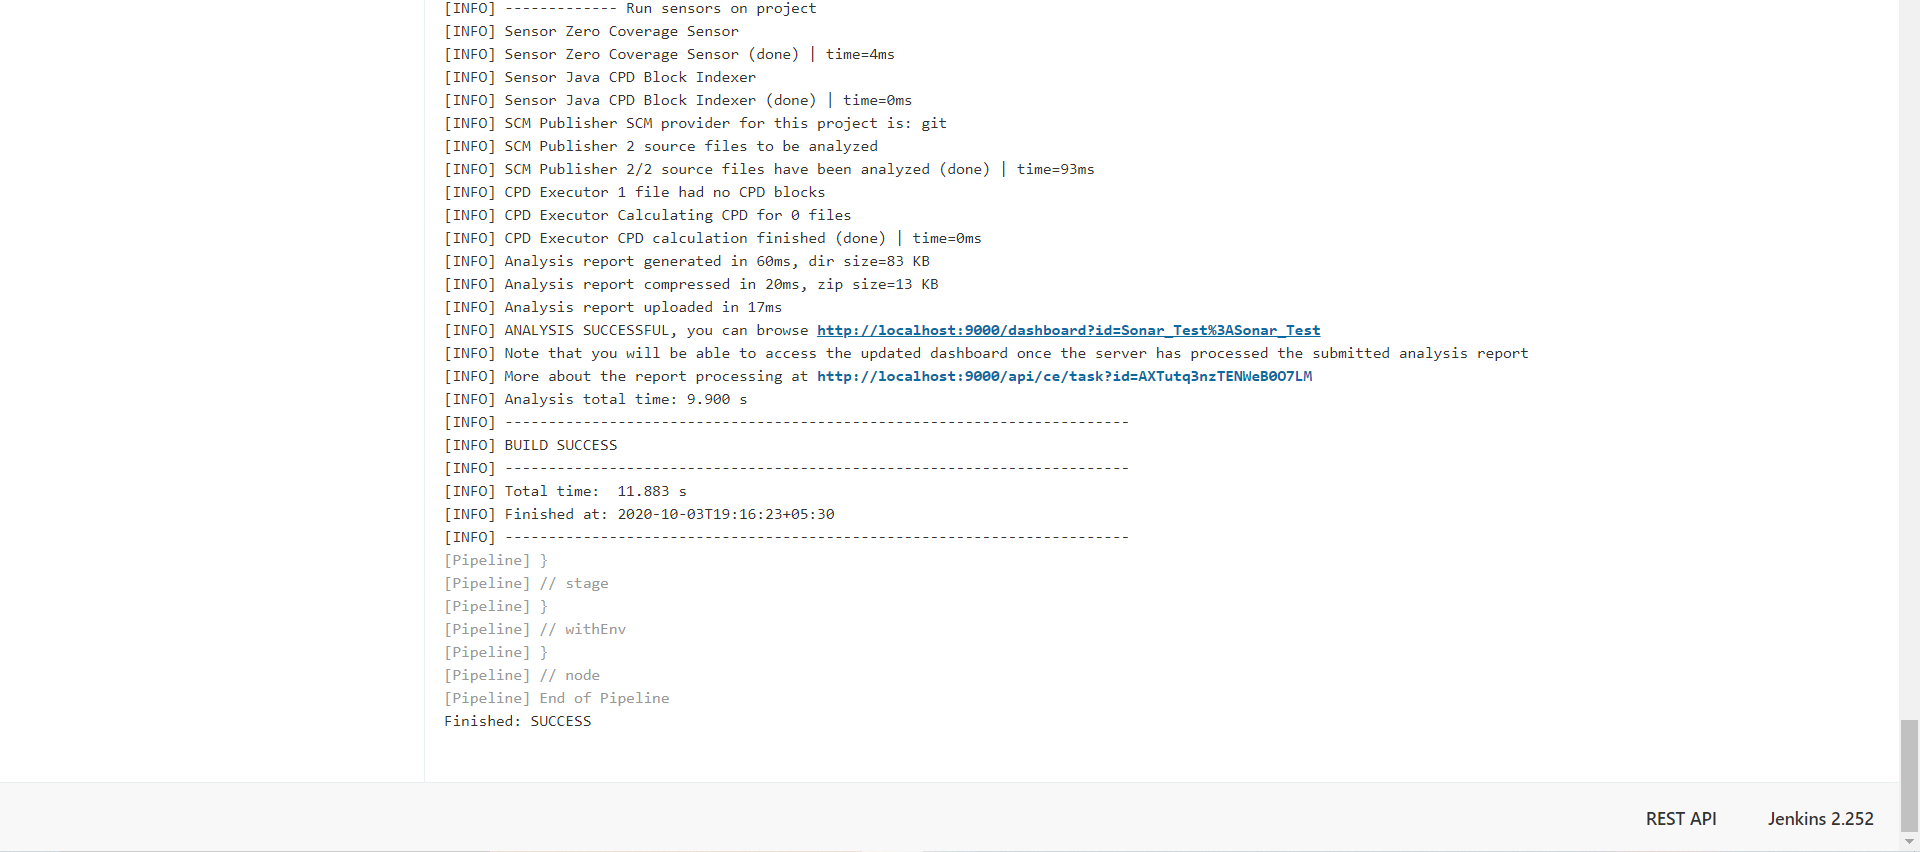 [INFO] ------------- Run sensors on project
[INFO] Sensor Zero Coverage Sensor
[INFO] Sensor Zero Coverage Sensor (done) | time=4ms
[INFO] Sensor Java CPD Block Indexer
[INFO] Sensor Java CPD Block Indexer (done) | time=0ms
[INFO] SCM Publisher SCM provider for this project is: git
[INFO] SCM Publisher 2 source files to be analyzed
[INFO] SCM Publisher 2/2 source files have been analyzed (done) | time=93ms
[INFO] CPD Executor 1 file had no CPD blocks
[INFO] CPD Executor Calculating CPD for 0 files
[INFO] CPD Executor CPD calculation finished (done) | time=0ms
[INFO] Analysis report generated in 60ms, dir size=83 KB
[INFO] Analysis report compressed in 20ms, zip size=13 KB
[INFO] Analysis report uploaded in 17ms
[INFO] ANALYSIS SUCCESSFUL, you can browse http://localhost:9000/dashboard?id=Sonar_Test%3ASonar_Test
[INFO] Note that you will be able to access the updated dashboard once the server has processed the submitted analysis report
[INFO] More about the report processing at http://localhost:9000/api/ce/task?id=AXTutq3nzTENWeB0O7LM
[INFO] Analysis total time: 9.900 s
[INFO] ------------------------------------------------------------------------
[INFO] BUILD SUCCESS
[INFO] ------------------------------------------------------------------------
[INFO] Total time:  11.883 s
[INFO] Finished at: 2020-10-03T19:16:23+05:30
[INFO] ------------------------------------------------------------------------
[Pipeline] }
[Pipeline] // stage
[Pipeline] }
[Pipeline] // withEnv
[Pipeline] }
[Pipeline] // node
[Pipeline] End of Pipeline
Finished: SUCCESS
REST API Jenkins 2.252